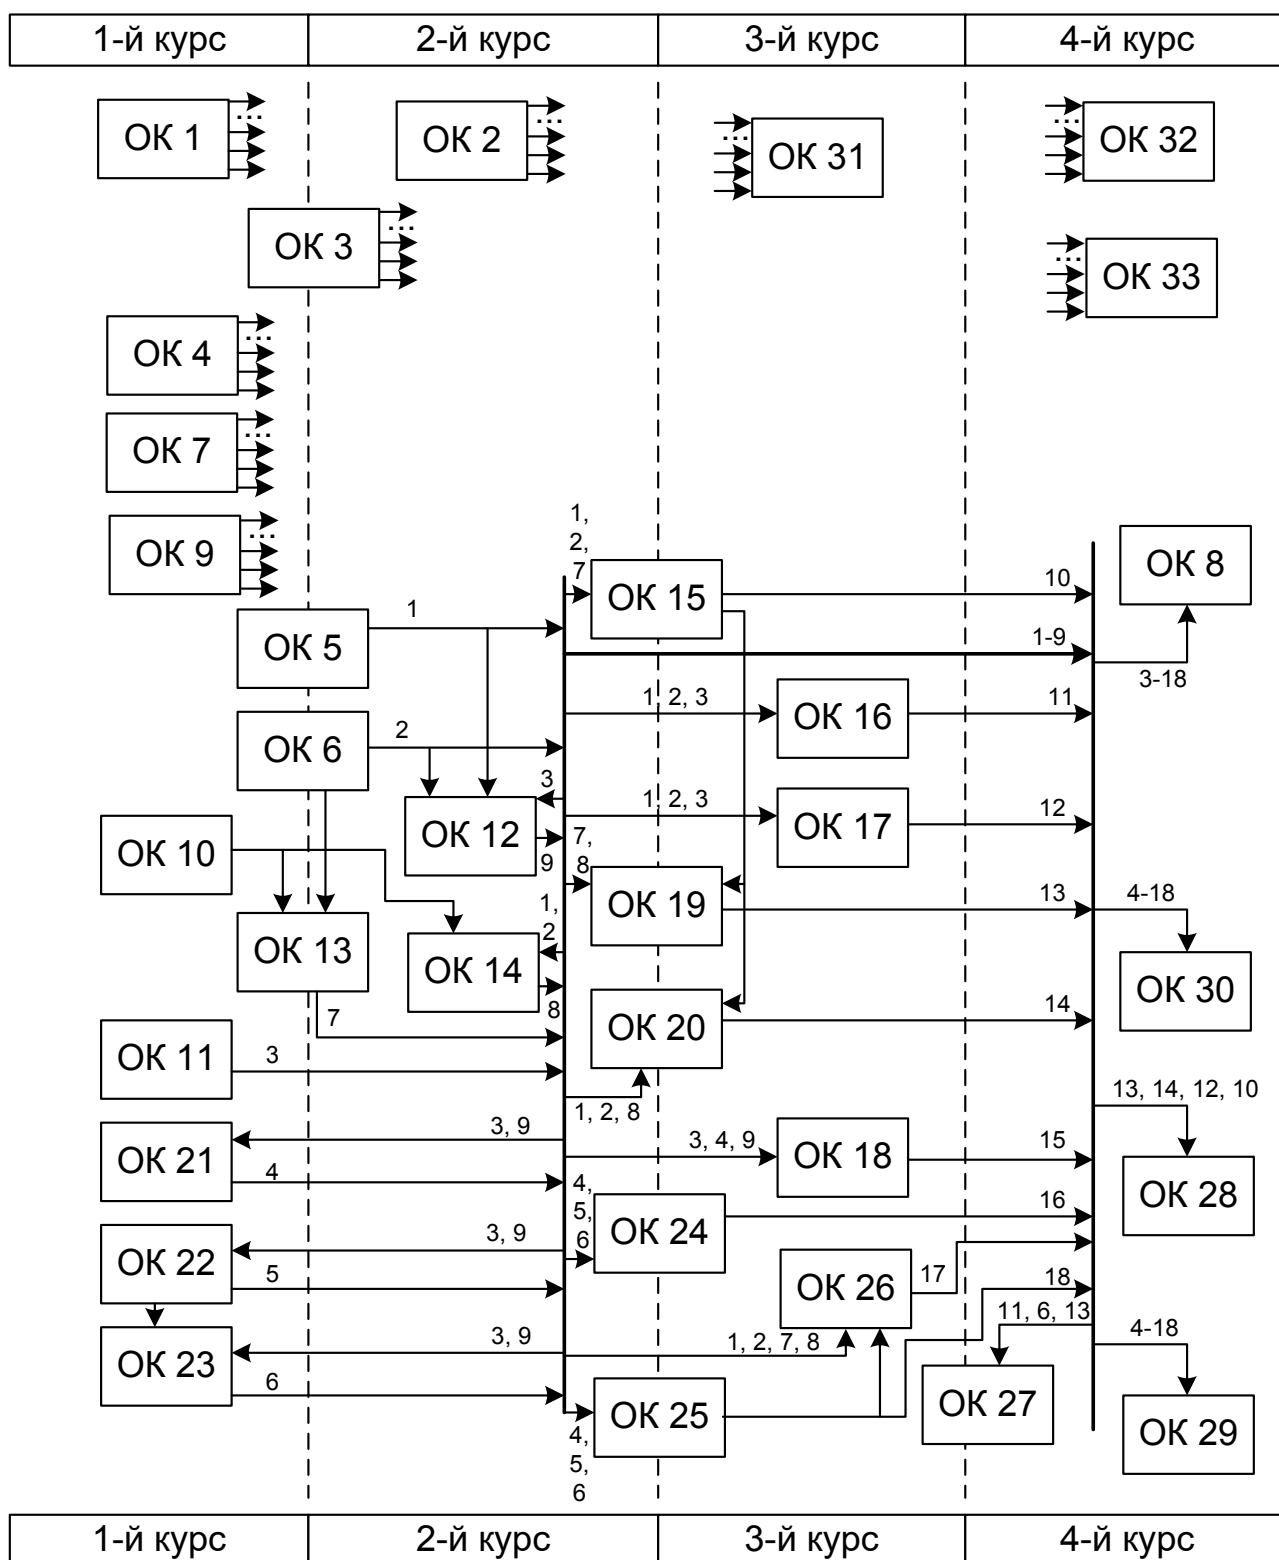 1-й курс 2-й курс 3-й курс 4-й курс
ОК 1
...
ОК 2
...
ОК 31
...
ОК 32
...
ОК 3
...
ОК 33
...
ОК 4
...
ОК 7
...
ОК 9
...
1,
2,
7
ОК 15
10
ОК 8
ОК 5
1
1-9
3-18
ОК 6
2
1, 2, 3
ОК 16
11
3
ОК 12
9
1, 2, 3
ОК 17
12
ОК 10
7,
8
ОК 19
13
4-18
ОК 13
ОК 14
1,
2
8
ОК 30
7
ОК 20
14
ОК 11
3
1, 2, 8
13, 14, 12, 10
ОК 21
3, 9
4
3, 4, 9
ОК 18
15
ОК 28
4,
5,
6
ОК 24
16
ОК 22
3, 9
5
ОК 26
17
18
ОК 23
3, 9
6
1, 2, 7, 8
11, 6, 13
4-18
ОК 25
4,
5,
6
ОК 27
ОК 29
1-й курс 2-й курс 3-й курс 4-й курс